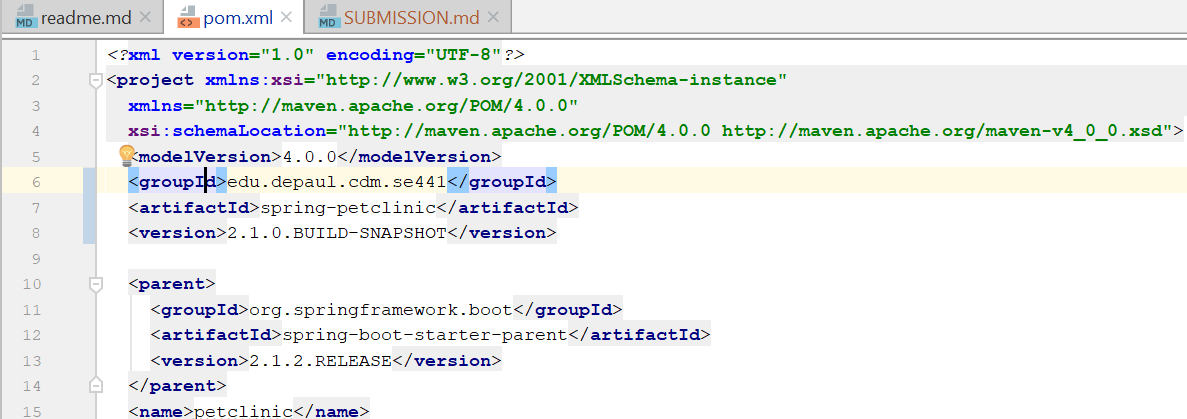 readme.md pom.xml SUBMISSION.md
1 <?xml version="1.0" encoding="UTF-8"?>
2 <project xmlns:xsi="http://www.w3.org/2001/XMLSchema-instance"
3 xmlns="http://maven.apache.org/POM/4.0.0"
4 xsi:schemaLocation="http://maven.apache.org/POM/4.0.0 http://maven.apache.org/maven-v4_0_0.xsd">
5 <modelVersion>4.0.0</modelVersion>
6 <groupId>edu.depaul.cdm.se441</groupId>
7 <artifactId>spring-petclinic</artifactId>
8 <version>2.1.0.BUILD-SNAPSHOT</version>
9
10 <parent>
11 <groupId>org.springframework.boot</groupId>
12 <artifactId>spring-boot-starter-parent</artifactId>
13 <version>2.1.2.RELEASE</version>
14 </parent>
15 <name>petclinic</name>